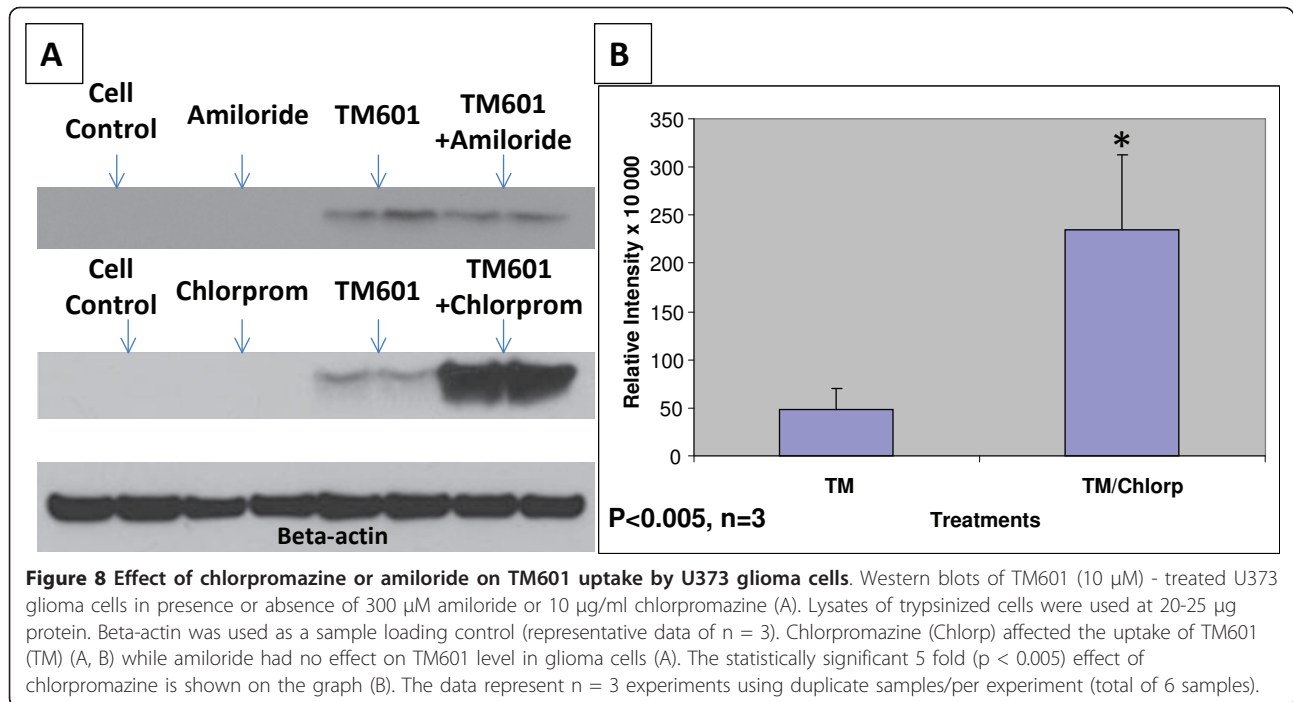 A
Cell
Control
Amiloride
TM601
TM601
+Amiloride
Cell
Control
Chlorprom
TM601
TM601
+Chlorprom
Beta-actin
B
350
300
250
200
150
100
50
0
Relative Intensity x 10 000
*
TM
TM/Chlorp
P<0.005, n=3
Treatments
Figure 8 Effect of chlorpromazine or amiloride on TM601 uptake by U373 glioma cells. Western blots of TM601 (10 μM) - treated U373
glioma cells in presence or absence of 300 μM amiloride or 10 μg/ml chlorpromazine (A). Lysates of trypsinized cells were used at 20-25 μg
protein. Beta-actin was used as a sample loading control (representative data of n = 3). Chlorpromazine (Chlorp) affected the uptake of TM601
(TM) (A, B) while amiloride had no effect on TM601 level in glioma cells (A). The statistically significant 5 fold (p < 0.005) effect of
chlorpromazine is shown on the graph (B). The data represent n = 3 experiments using duplicate samples/per experiment (total of 6 samples).